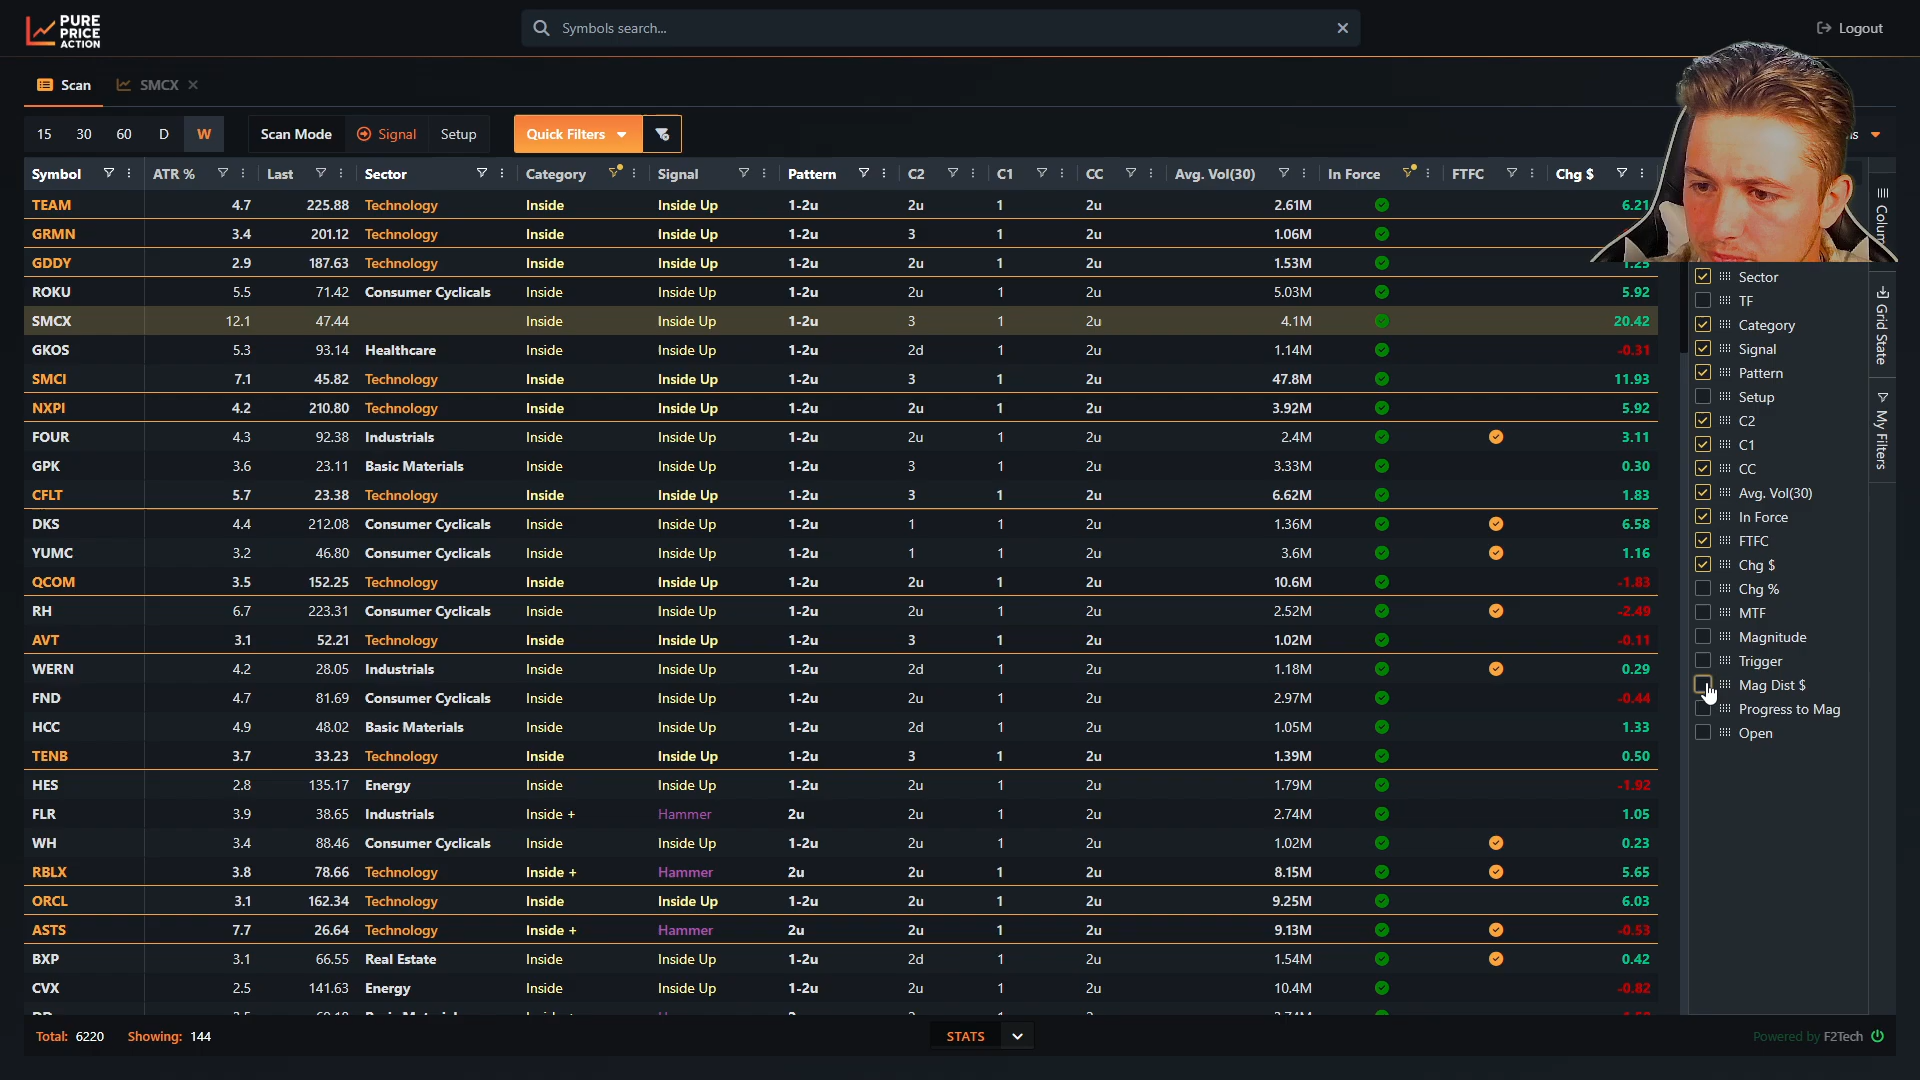 PURE
PRICE
ACTION
Symbols search...
Logout
Scan SMCX
15 30 60 D W Scan Mode Signal Setup Quick Filters
Symbol ATR % Last Sector Category Signal Pattern C2 C1 CC Avg. Vol(30) In Force FTFC Chg $
TEAM 4.7 225.88 Technology Inside Inside Up 1-2u 2u 1 2u 2.61M 6.21
GRMN 3.4 201.12 Technology Inside Inside Up 1-2u 3 1 2u 1.06M
GDDY 2.9 187.63 Technology Inside Inside Up 1-2u 2u 1 2u 1.53M 1.25
ROKU 5.5 71.42 Consumer Cyclicals Inside Inside Up 1-2u 2u 1 2u 5.03M 5.92
SMCX 12.1 47.44 Inside Inside Up 1-2u 3 1 2u 4.1M 20.42
GKOS 5.3 93.14 Healthcare Inside Inside Up 1-2u 2d 1 2u 1.14M -0.31
SMCI 7.1 45.82 Technology Inside Inside Up 1-2u 3 1 2u 47.8M 11.93
NXPI 4.2 210.80 Technology Inside Inside Up 1-2u 2u 1 2u 3.92M 5.92
FOUR 4.3 92.38 Industrials Inside Inside Up 1-2u 2u 1 2u 2.4M 3.11
GPK 3.6 23.11 Basic Materials Inside Inside Up 1-2u 3 1 2u 3.33M 0.30
CFLT 5.7 23.38 Technology Inside Inside Up 1-2u 3 1 2u 6.62M 1.83
DKS 4.4 212.08 Consumer Cyclicals Inside Inside Up 1-2u 1 1 2u 1.36M 6.58
YUMC 3.2 46.80 Consumer Cyclicals Inside Inside Up 1-2u 1 1 2u 3.6M 1.16
QCOM 3.5 152.25 Technology Inside Inside Up 1-2u 2u 1 2u 10.6M -1.83
RH 6.7 223.31 Consumer Cyclicals Inside Inside Up 1-2u 2u 1 2u 2.52M -2.49
AVT 3.1 52.21 Technology Inside Inside Up 1-2u 3 1 2u 1.02M -0.11
WERN 4.2 28.05 Industrials Inside Inside Up 1-2u 2d 1 2u 1.18M 0.29
FND 4.7 81.69 Consumer Cyclicals Inside Inside Up 1-2u 2u 1 2u 2.97M -0.44
HCC 4.9 48.02 Basic Materials Inside Inside Up 1-2u 2d 1 2u 1.05M 1.33
TENB 3.7 33.23 Technology Inside Inside Up 1-2u 3 1 2u 1.39M 0.50
HES 2.8 135.17 Energy Inside Inside Up 1-2u 2u 1 2u 1.79M -1.92
FLR 3.9 38.65 Industrials Inside + Hammer 2u 2u 1 2u 2.74M 1.05
WH 3.4 88.46 Consumer Cyclicals Inside Inside Up 1-2u 2u 1 2u 1.02M 0.23
RBLX 3.8 78.66 Technology Inside + Hammer 2u 2u 1 2u 8.15M 5.65
ORCL 3.1 162.34 Technology Inside Inside Up 1-2u 2u 1 2u 9.25M 6.03
ASTS 7.7 26.64 Technology Inside + Hammer 2u 2u 1 2u 9.13M -0.53
BXP 3.1 66.55 Real Estate Inside Inside Up 1-2u 2d 1 2u 1.54M 0.42
CVX 2.5 141.63 Energy Inside Inside Up 1-2u 2u 1 2u 10.4M -0.82
Sector
TF
Category
Signal
Pattern
Setup
C2
C1
CC
Avg. Vol(30)
In Force
FTFC
Chg $
Chg %
MTF
Magnitude
Trigger
Mag Dist $
Progress to Mag
Open
Grid State
My Filters
Total: 6220 Showing: 144
STATS
Powered by F2Tech